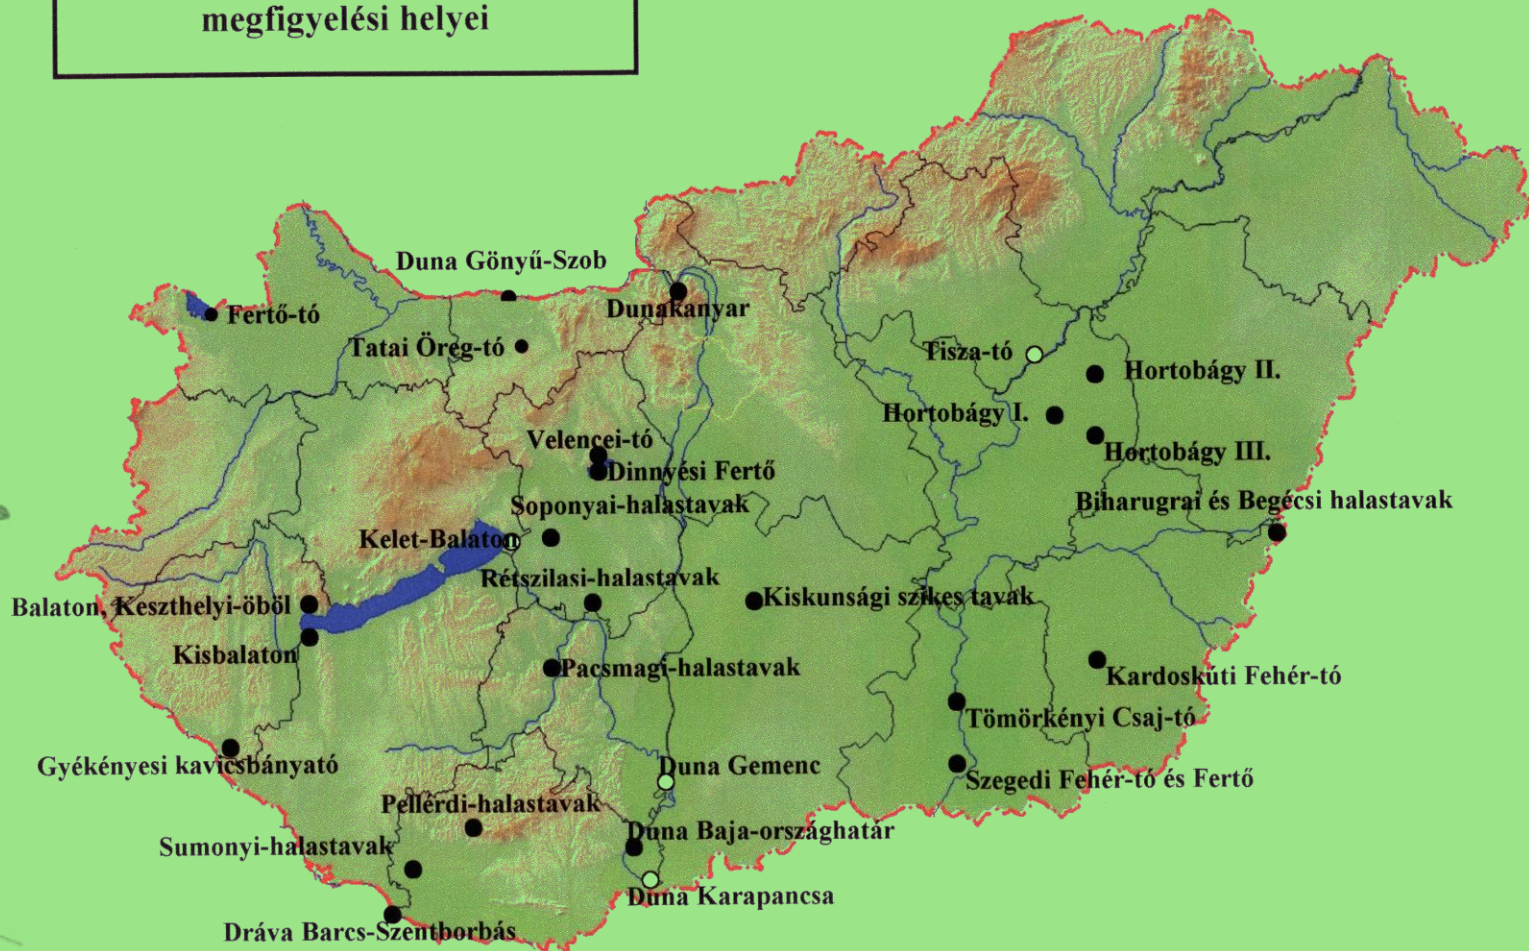 megfigyelési helyei
Duna Gönyű-Szob
Dunakanyar
Fertő-tó
Tatai Öreg-tó
Tisza-tó
Hortobágy II.
Hortobágy I.
Velencei-tó
Hortobágy III.
Dinnyési Fertő
Soponyai-halastavak
Biharugrai és Begécsi halastavak
Kelet-Balaton
Rétszilasi-halastavak
Kiskunsági szikes tavak
Balaton, Keszthelyi-öböl
Kisbalaton
Pacsmagi-halastavak
Kardoskúti Fehér-tó
Tömörkényi Csaj-tó
Gyékényesi kavicsbányató
Duna Gemenc
Szegedi Fehér-tó és Fertő
Pellérdi-halastavak
Duna Baja-országhatár
Sumonyi-halastavak
Duna Karapancsa
Dráva Barcs-Szentborbás